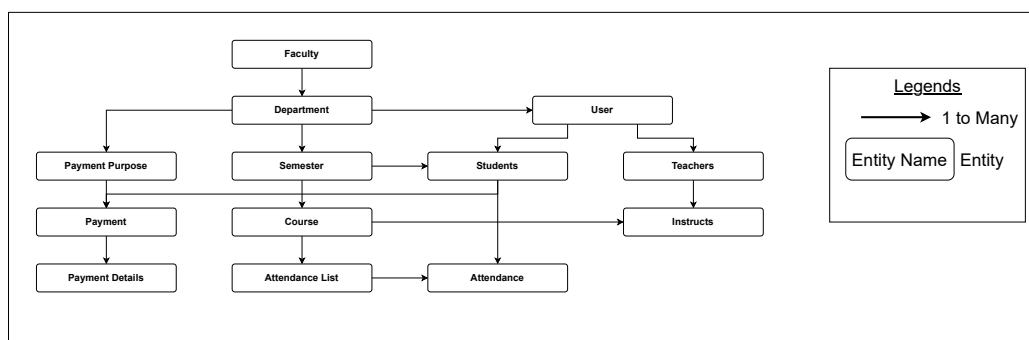 Faculty
Department
User
Payment Purpose
Semester
Students
Teachers
Payment
Course
Instructs
Payment Details
Attendance List
Attendance
Legends
1 to Many
Entity Name
Entity